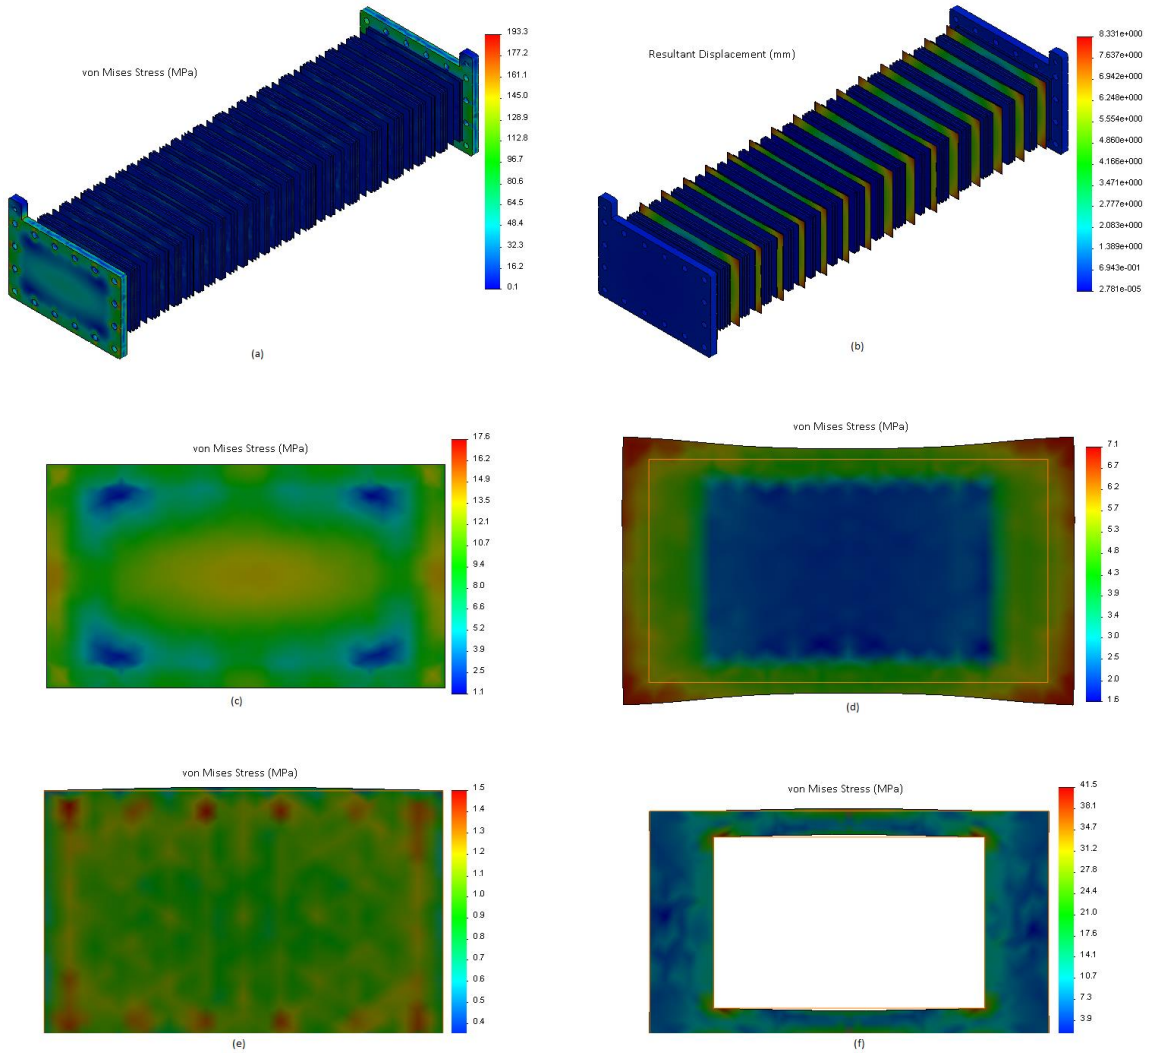 von Mises Stress (MPa)
193.3
177.2
161.1
145.0
128.9
112.8
96.7
80.6
64.5
48.4
32.3
16.2
0.1
(a)
Resultant Displacement (mm)
8.331e+000
7.637e+000
6.942e+000
6.248e+000
5.554e+000
4.860e+000
4.166e+000
3.471e+000
2.777e+000
2.083e+000
1.389e+000
6.943e-001
2.781e-005
(b)
von Mises Stress (MPa)
17.6
16.2
14.9
13.5
12.1
10.7
9.4
8.0
6.6
5.2
3.9
2.5
1.1
(c)
von Mises Stress (MPa)
7.1
6.7
6.2
5.7
5.3
4.8
4.3
3.9
3.4
3.0
2.5
2.0
1.6
(d)
von Mises Stress (MPa)
1.5
1.4
1.3
1.2
1.1
1.0
0.9
0.8
0.7
0.6
0.5
0.4
(e)
von Mises Stress (MPa)
41.5
38.1
34.7
31.2
27.8
24.4
21.0
17.6
14.1
10.7
7.3
3.9
(f)